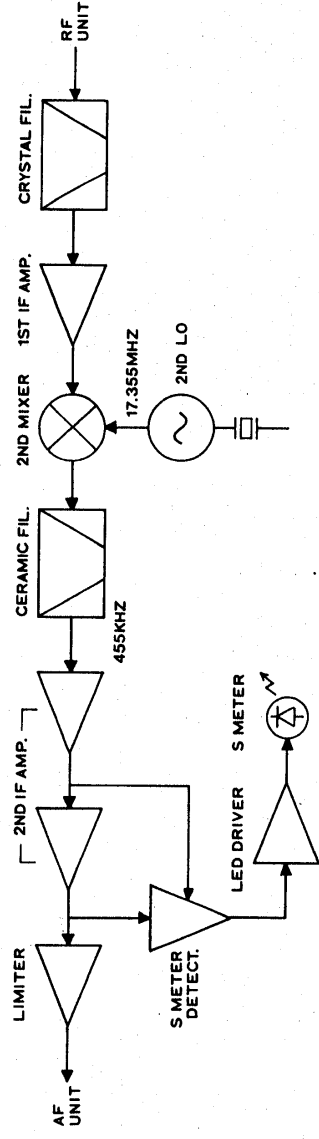 RF
UNIT
CRYSTAL FIL.
1ST IF AMP.
2ND MIXER
17.355MHZ
2ND LO
CERAMIC FIL.
455KHZ
2ND IF AMP.
LIMITER
AF
UNIT
S METER
DETECT.
LED DRIVER
S METER